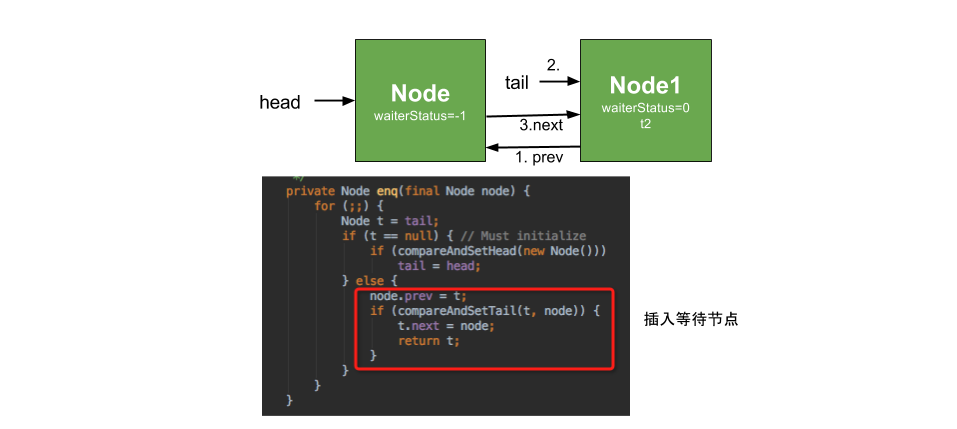 head
Node
waiterStatus=-1
tail
2.
3.next
1. prev
Node1
waiterStatus=0
t2
*/
private Node enq(final Node node) {
for (;;) {
Node t = tail;
if (t == null) { // Must initialize
if (compareAndSetHead(new Node()))
tail = head;
} else {
node.prev = t;
if (compareAndSetTail(t, node)) {
t.next = node;
return t;
}
}
}
}
插入等待节点